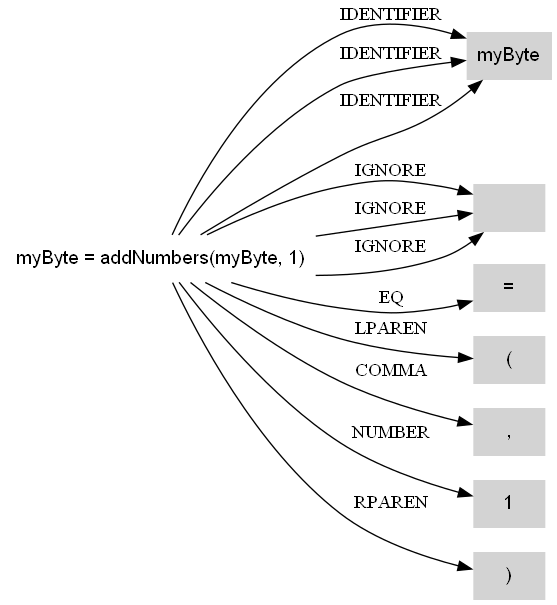 IDENTIFIER
myByte
IDENTIFIER
IDENTIFIER
IGNORE
IGNORE
IGNORE
myByte = addNumbers(myByte, 1)
=
EQ
LPAREN
(
COMMA
,
NUMBER
1
RPAREN
)